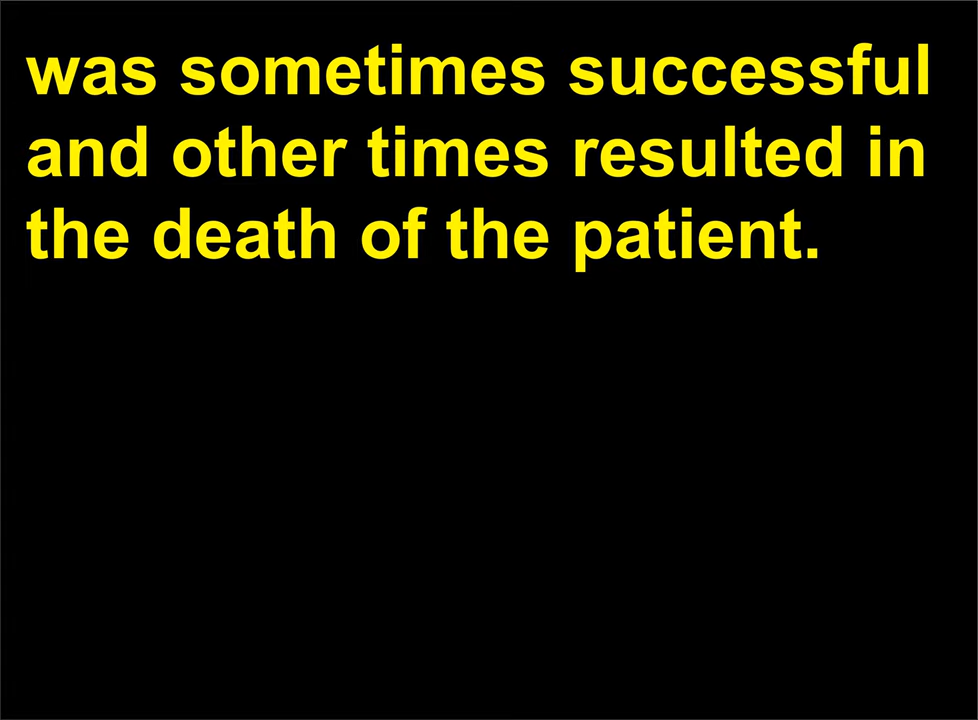 was sometimes successful
and other times resulted in
the death of the patient.